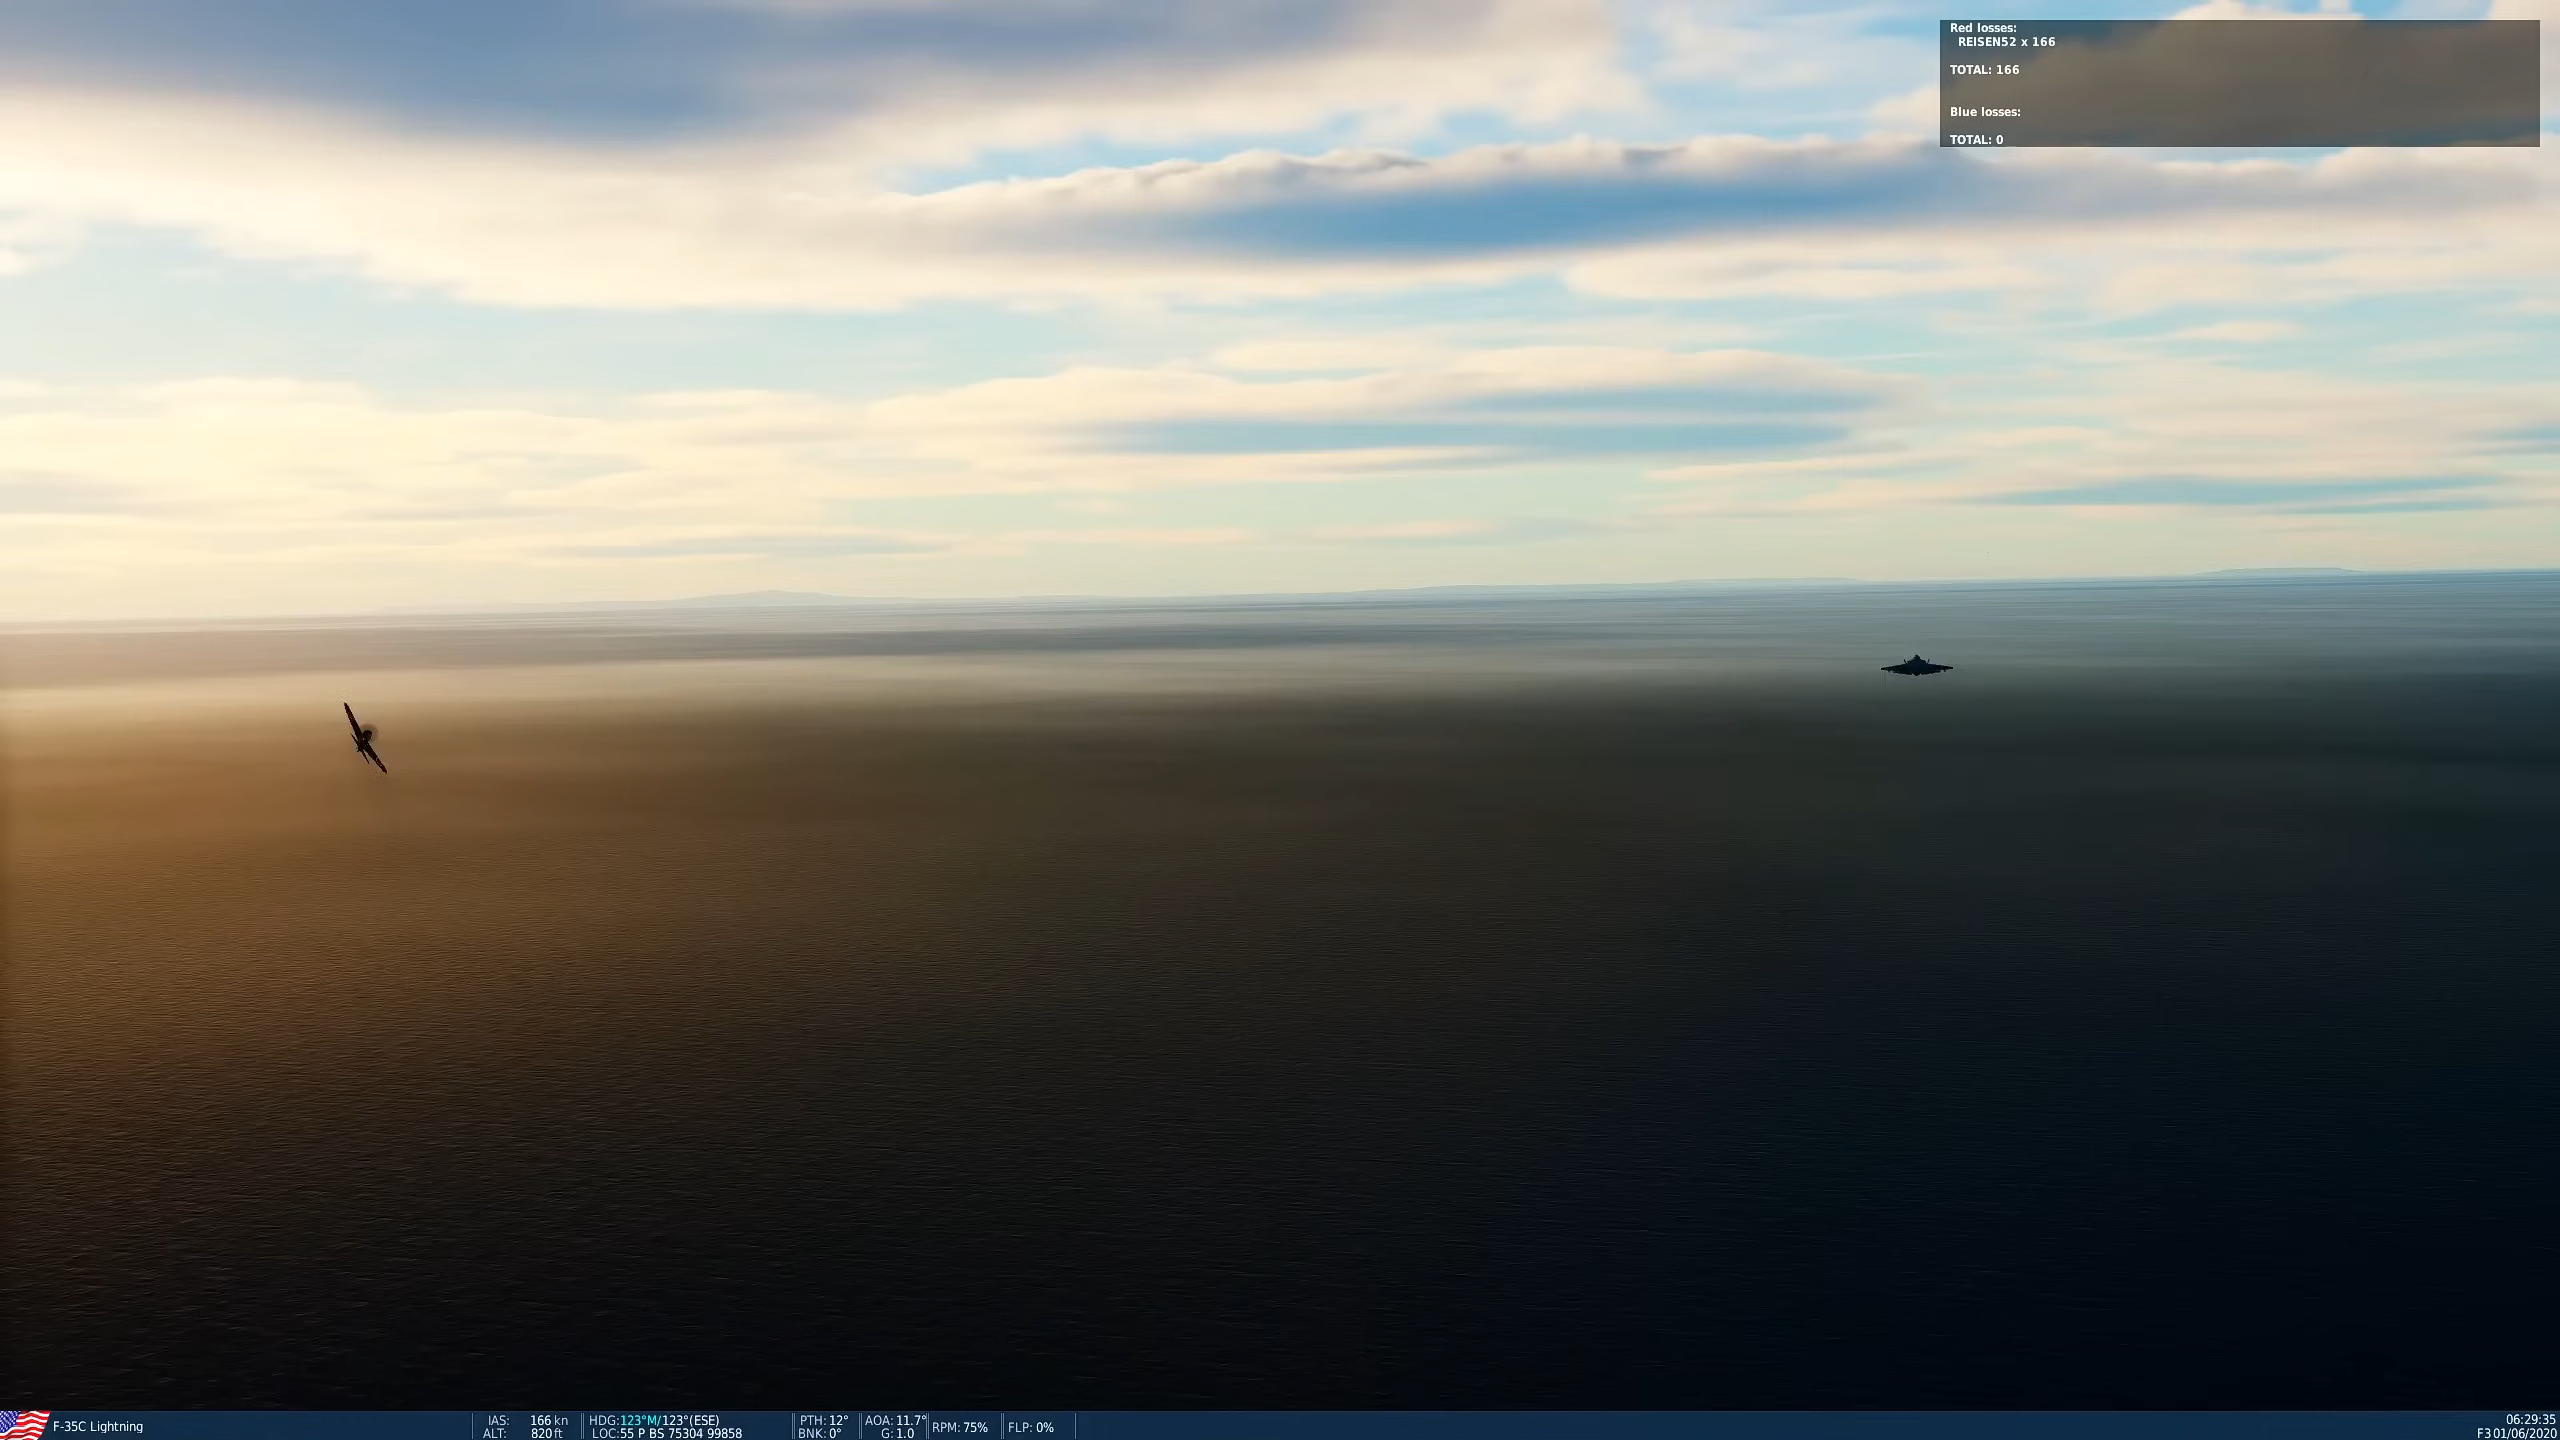 Red losses:
REISEN52 x 166
TOTAL: 166
Blue losses:
TOTAL: 0
F-35C Lightning
IAS: 166 kn
ALT: 820 ft
HDG:123°M/123°(ESE)
LOC:55 P BS 75304 99858
PTH: 12°
BNK: 0°
AOA: 11.7°
G: 1.0
RPM: 75%
FLP: 0%
06:29:35
F3 01/06/2020